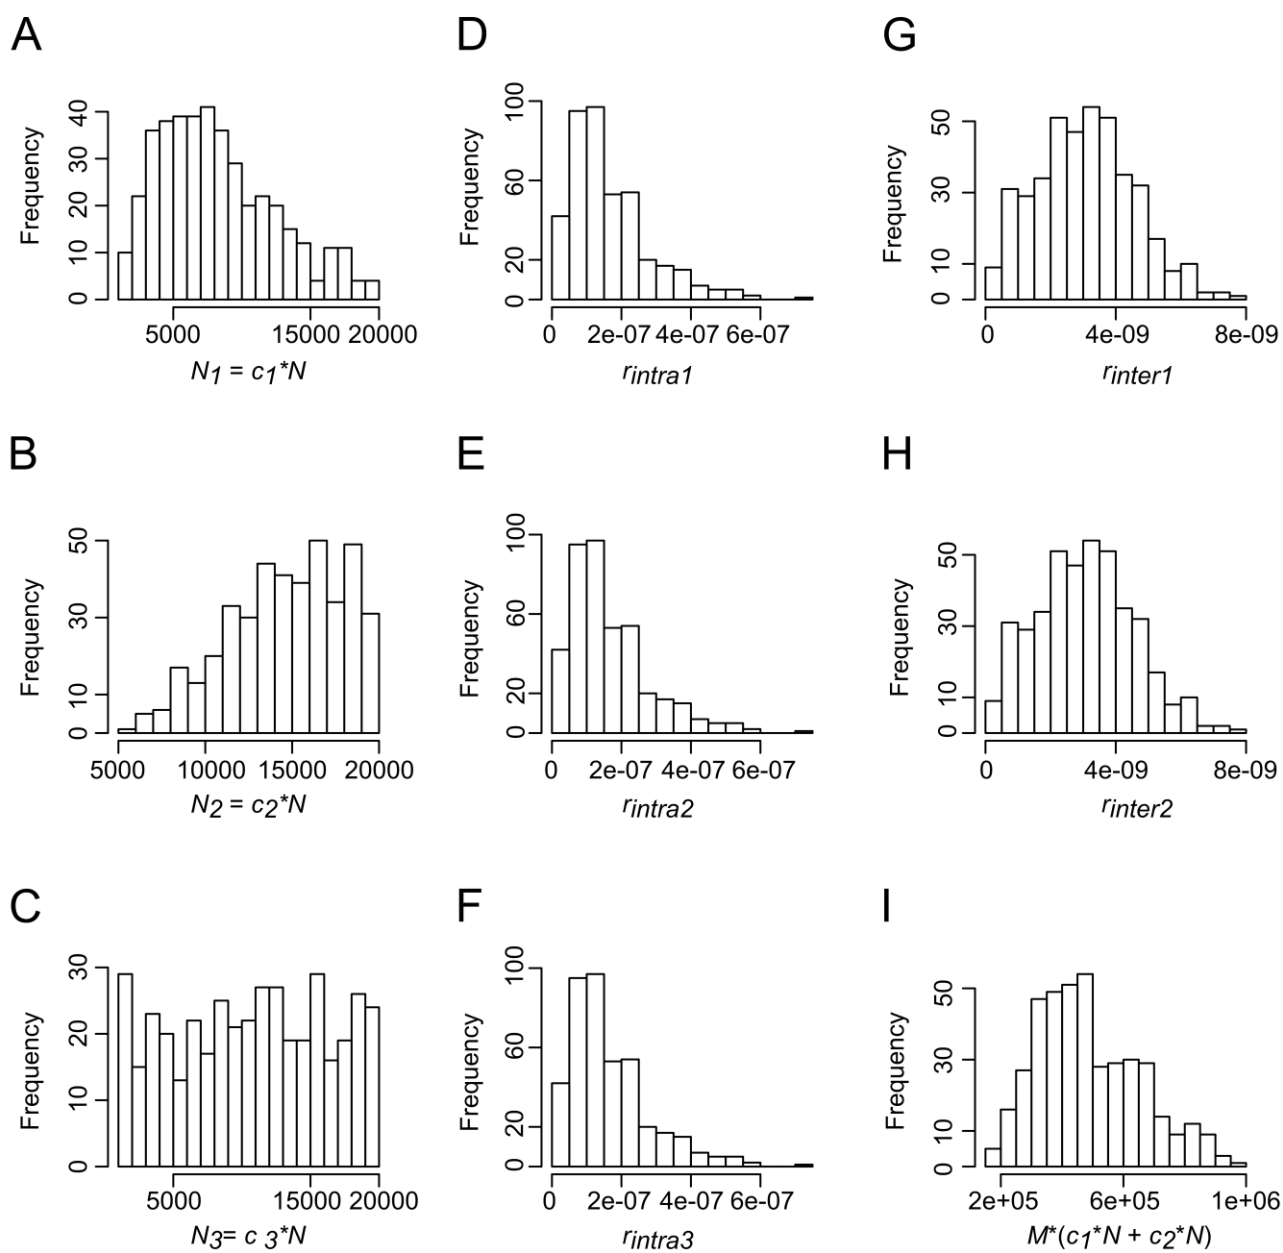 A
Frequency
0 10 20 30 40
5000 15000 20000
N1 = c1*N
D
Frequency
0 20 60 100
0 2e-07 4e-07 6e-07
rintra1
G
Frequency
0 10 30 50
0 4e-09 8e-09
rinter1
B
Frequency
0 10 30 50
5000 10000 15000 20000
N2 = c2*N
E
Frequency
0 20 60 100
0 2e-07 4e-07 6e-07
rintra2
H
Frequency
0 10 30 50
0 4e-09 8e-09
rinter2
C
Frequency
0 10 20 30
5000 15000 20000
N3= c 3*N
F
Frequency
0 20 60 100
0 2e-07 4e-07 6e-07
rintra3
I
Frequency
0 10 30 50
2e+05 6e+05 1e+06
M*(c1*N + c2*N)